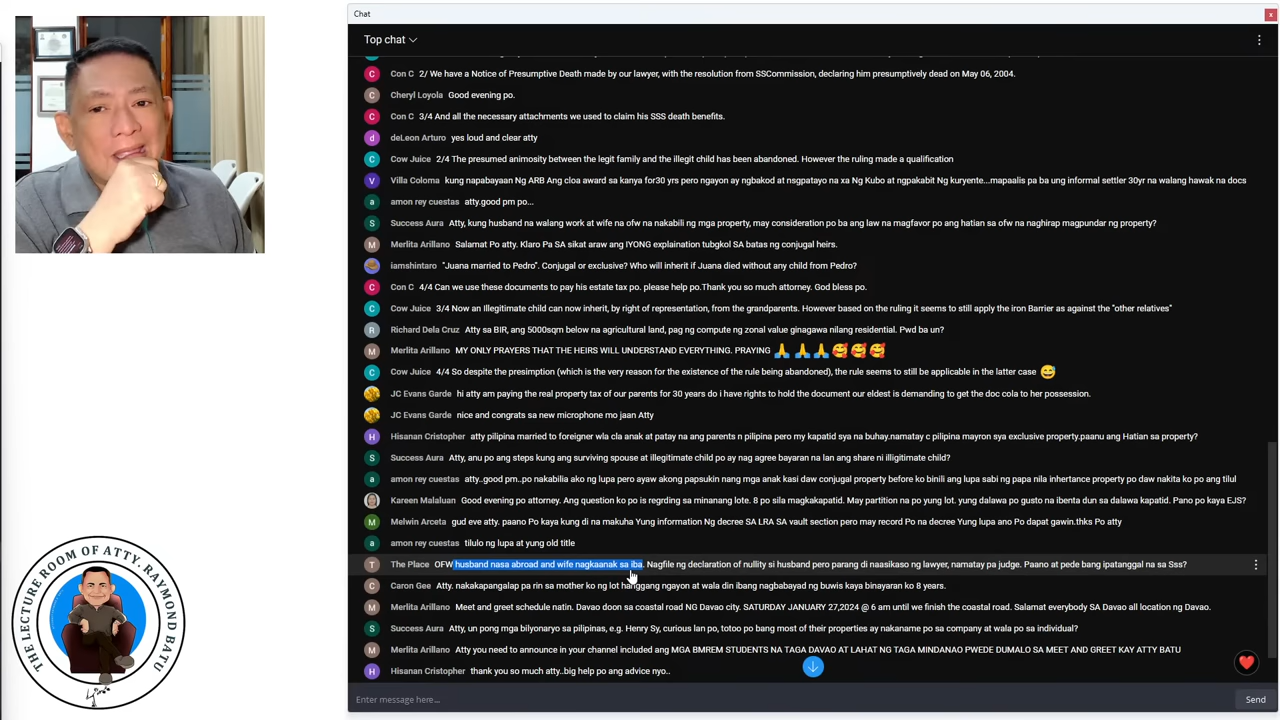 Chat
x
Top chat
Con C 2/ We have a Notice of Presumptive Death made by our lawyer, with the resolution from SSCommission, declaring him presumptively dead on May 06, 2004.
Cheryl Loyola Good evening po.
Con C 3/4 And all the necessary attachments we used to claim his SSS death benefits.
deLeon Arturo yes loud and clear atty
Cow Juice 2/4 The presumed animosity between the legit family and the illegit child has been abandoned. However the ruling made a qualification
Villa Coloma kung napabayaan Ng ARB Ang cloa award sa kanya for30 yrs pero ngayon ay ngbakod at nsgpatayo na xa Ng Kubo at ngpakabit Ng kuryente...mapaalis pa ba ung informal settler 30yr na walang hawak na docs
amon rey cuestas atty.good pm po...
Success Aura Atty, kung husband na walang work at wife na ofw na nakabili ng mga property, may consideration po ba ang law na magfavor po ng hatian sa ofw na naghirap magpundar ng property?
Merlita Arillano Salamat Po atty. Klaro Pa SA sikat araw ang IYONG explaination tubgkol SA batas ng conjugal heirs.
iamshintaro "Juana married to Pedro". Conjugal or exclusive? Who will inherit if Juana died without any child from Pedro?
Con C 4/4 Can we use these documents to pay his estate tax po. please help po.Thank you so much attorney. God bless po.
Cow Juice 3/4 Now an Illegitimate child can now inherit, by right of representation, from the grandparents. However based on the ruling it seems to still apply the iron Barrier as against the "other relatives"
Richard Dela Cruz Atty sa BIR, ang 5000sqm below na agricultural land, pag ng compute ng zonal value ginagawa nilang residential. Pwd ba un?
Merlita Arillano MY ONLY PRAYERS THAT THE HEIRS WILL UNDERSTAND EVERYTHING. PRAYING 🙏 🙏 🙏 🥰 🥰 🥰
Cow Juice 4/4 So despite the presimption (which is the very reason for the existence of the rule being abandoned), the rule seems to still be applicable in the latter case 😅
JC Evans Garde hi atty am paying the real property tax of our parents for 30 years do i have rights to hold the document our eldest is demanding to get the doc cola to her possession.
JC Evans Garde nice and congrats sa new microphone mo jaan Atty
Hisanan Cristopher atty pilipina married to foreigner wla cla anak at patay na ang parents n pilipina pero my kapatid sya na buhay.namatay c pilipina mayron sya exclusive property.paanu ang Hatian sa property?
Success Aura Atty, anu po ang steps kung ang surviving spouse at illegitimate child po ay nag agree bayaran na lan ang share ni illigitimate child?
amon rey cuestas atty..good pm..po nakabilia ako ng lupa pero ayaw akong papsukin nang mga anak kasi daw conjugal property before ko binili ang lupa sabi ng papa nila inheritance property po daw nakita ko po ang tilul
Kareen Malaluan Good evening po attorney. Ang question ko po is regrding sa minanang lote. 8 po sila magkakapatid. May partition na po yung lot. yung dalawa po gusto na ibenta dun sa dalawa kapatid. Pano po kaya EJS?
Melwin Arceta gud eve atty. paano Po kaya kung di na makuha Yung information Ng decree SA LRA SA vault section pero may record Po na decree Yung lupa ano Po dapat gawin.thks Po atty
amon rey cuestas tilulo ng lupa at yung old title
The Place OFW husband nasa abroad and wife nagkaanak sa iba. Nagfile ng declaration of nullity si husband pero parang di naasikaso ng lawyer, namatay pa judge. Paano at pede bang ipatanggal na sa Sss?
Caron Gee Atty. nakakapangalap pa rin sa mother ko ng lot hanggang ngayon at wala din ibang nagbabayad ng buwis kaya binayaran ko 8 years.
Merlita Arillano Meet and greet schedule natin. Davao doon sa coastal road NG Davao city. SATURDAY JANUARY 27,2024 @ 6 am until we finish the coastal road. Salamat everybody SA Davao all location ng Davao.
Success Aura Atty, un pong mga bilyonaryo sa pilipinas, e.g. Henry Sy, curious lan po, totoo po bang most of their properties ay nakaname po sa company at wala po sa individual?
Merlita Arillano Atty you need to announce in your channel included ang MGA BMREM STUDENTS NA TAGA DAVAO AT LAHAT NG TAGA MINDANAO PWEDE DUMALO SA MEET AND GREET KAY ATTY BATU
Hisanan Cristopher thank you so much atty..big help po ang advice nyo..
Enter message here...
Send
THE LECTURE ROOM OF ATTY. RAYMOND BATU